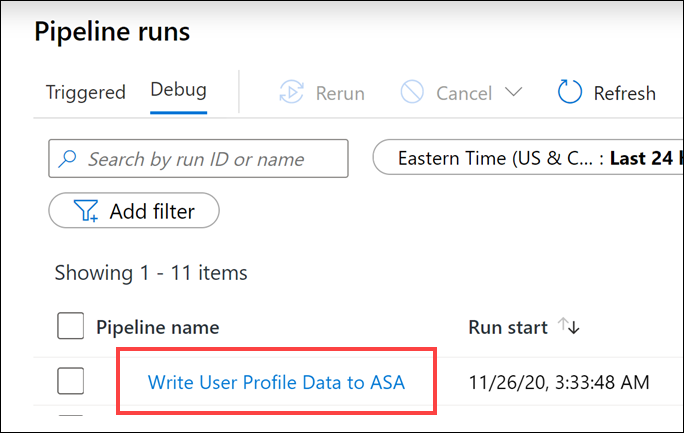 Pipeline runs
Triggered Debug Rerun Cancel Refresh
Search by run ID or name Eastern Time (US & C... : Last 24 h
Add filter
Showing 1 - 11 items
Pipeline name Run start
Write User Profile Data to ASA 11/26/20, 3:33:48 AM